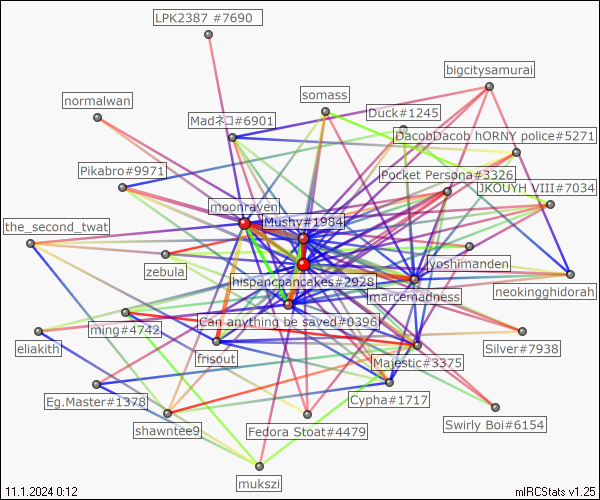 LPK2387 #7690
bigcitysamurai
normalwan
somass
Madネコ#6901
Duck#1245
DacobDacob hORNY police#5271
Pikabro#9971
Pocket Persona#3326
JKOUYH VIII#7034
moonraven
Mushy#1984
the_second_twat
zebula
yoshimanden
hispancpancakes#2928
marcemadness
neokingghidorah
Can anything be saved#0396
rhing#4742
eliakith
frisout
Majestic#3375
Silver#7938
Eg.Master#1378
Cypha#1717
shawntee9
Fedora Stoat#4479
Swirly Boi#6154
mukszi
11.1.2024 0:12
mIRCStats v1.25